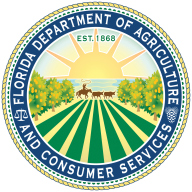 FLORIDA DEPARTMENT OF AGRICULTURE
AND CONSUMER SERVICES
EST. 1868